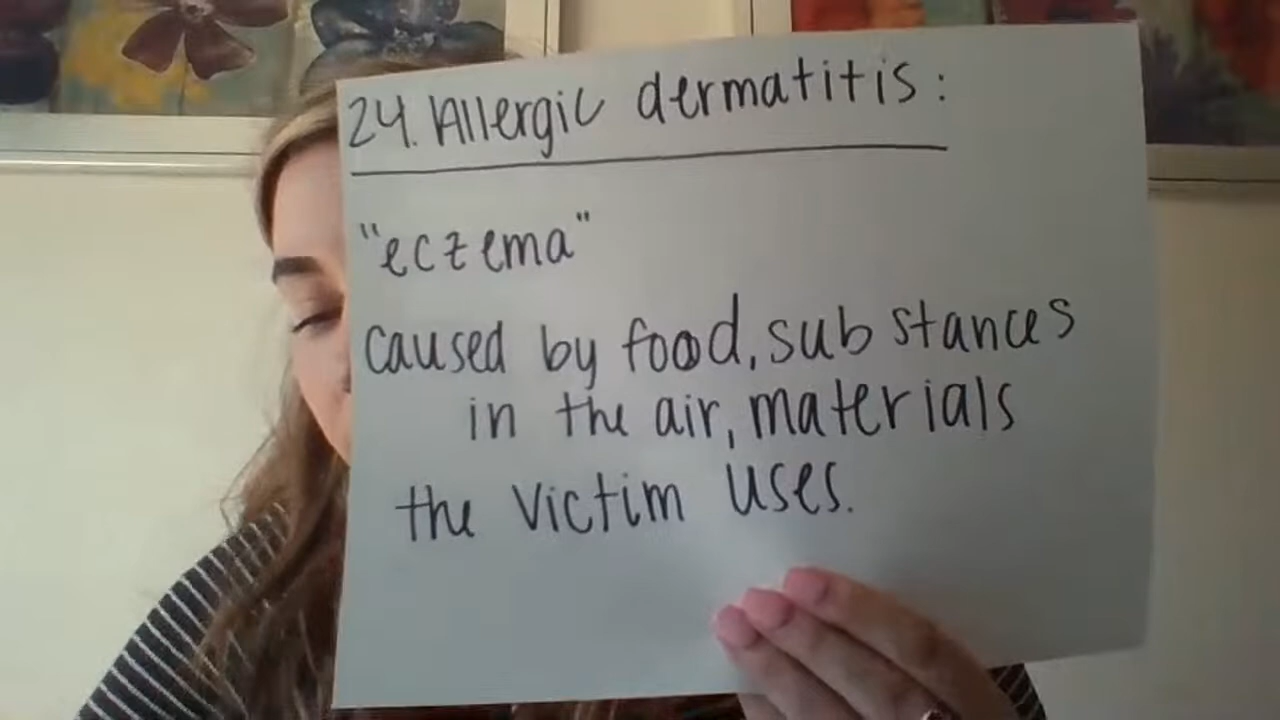 24. Allergic dermatitis:
"eczema"
caused by food, substances
in the air, materials
the victim uses.